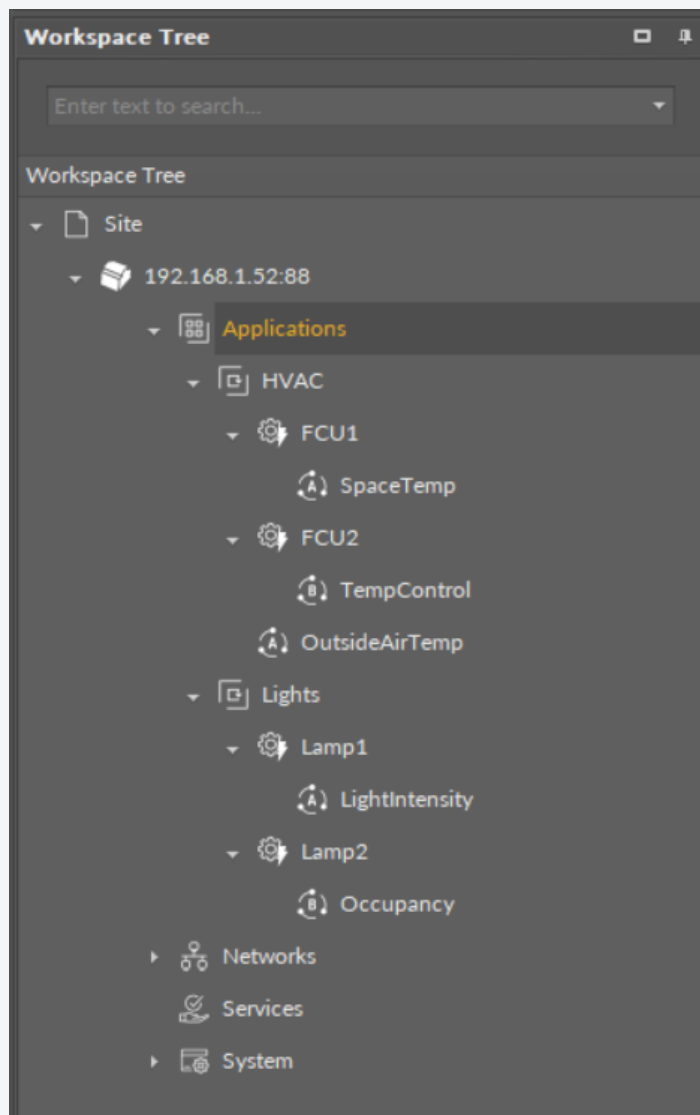 Workspace Tree
Enter text to search...
Workspace Tree
Site
192.168.1.52:88
Applications
HVAC
FCU1
A SpaceTemp
FCU2
B TempControl
A OutsideAirTemp
Lights
Lamp1
A LightIntensity
Lamp2
B Occupancy
Networks
Services
System